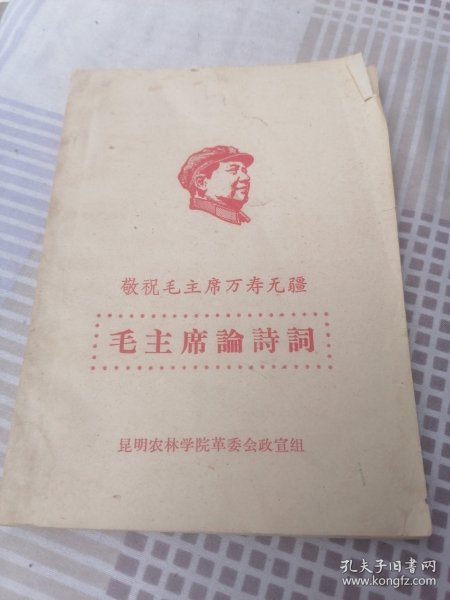 敬祝毛主席万寿无疆
毛主席論詩詞
昆明农林学院革委会政宣组
孔夫子旧书网
www.kongfz.com